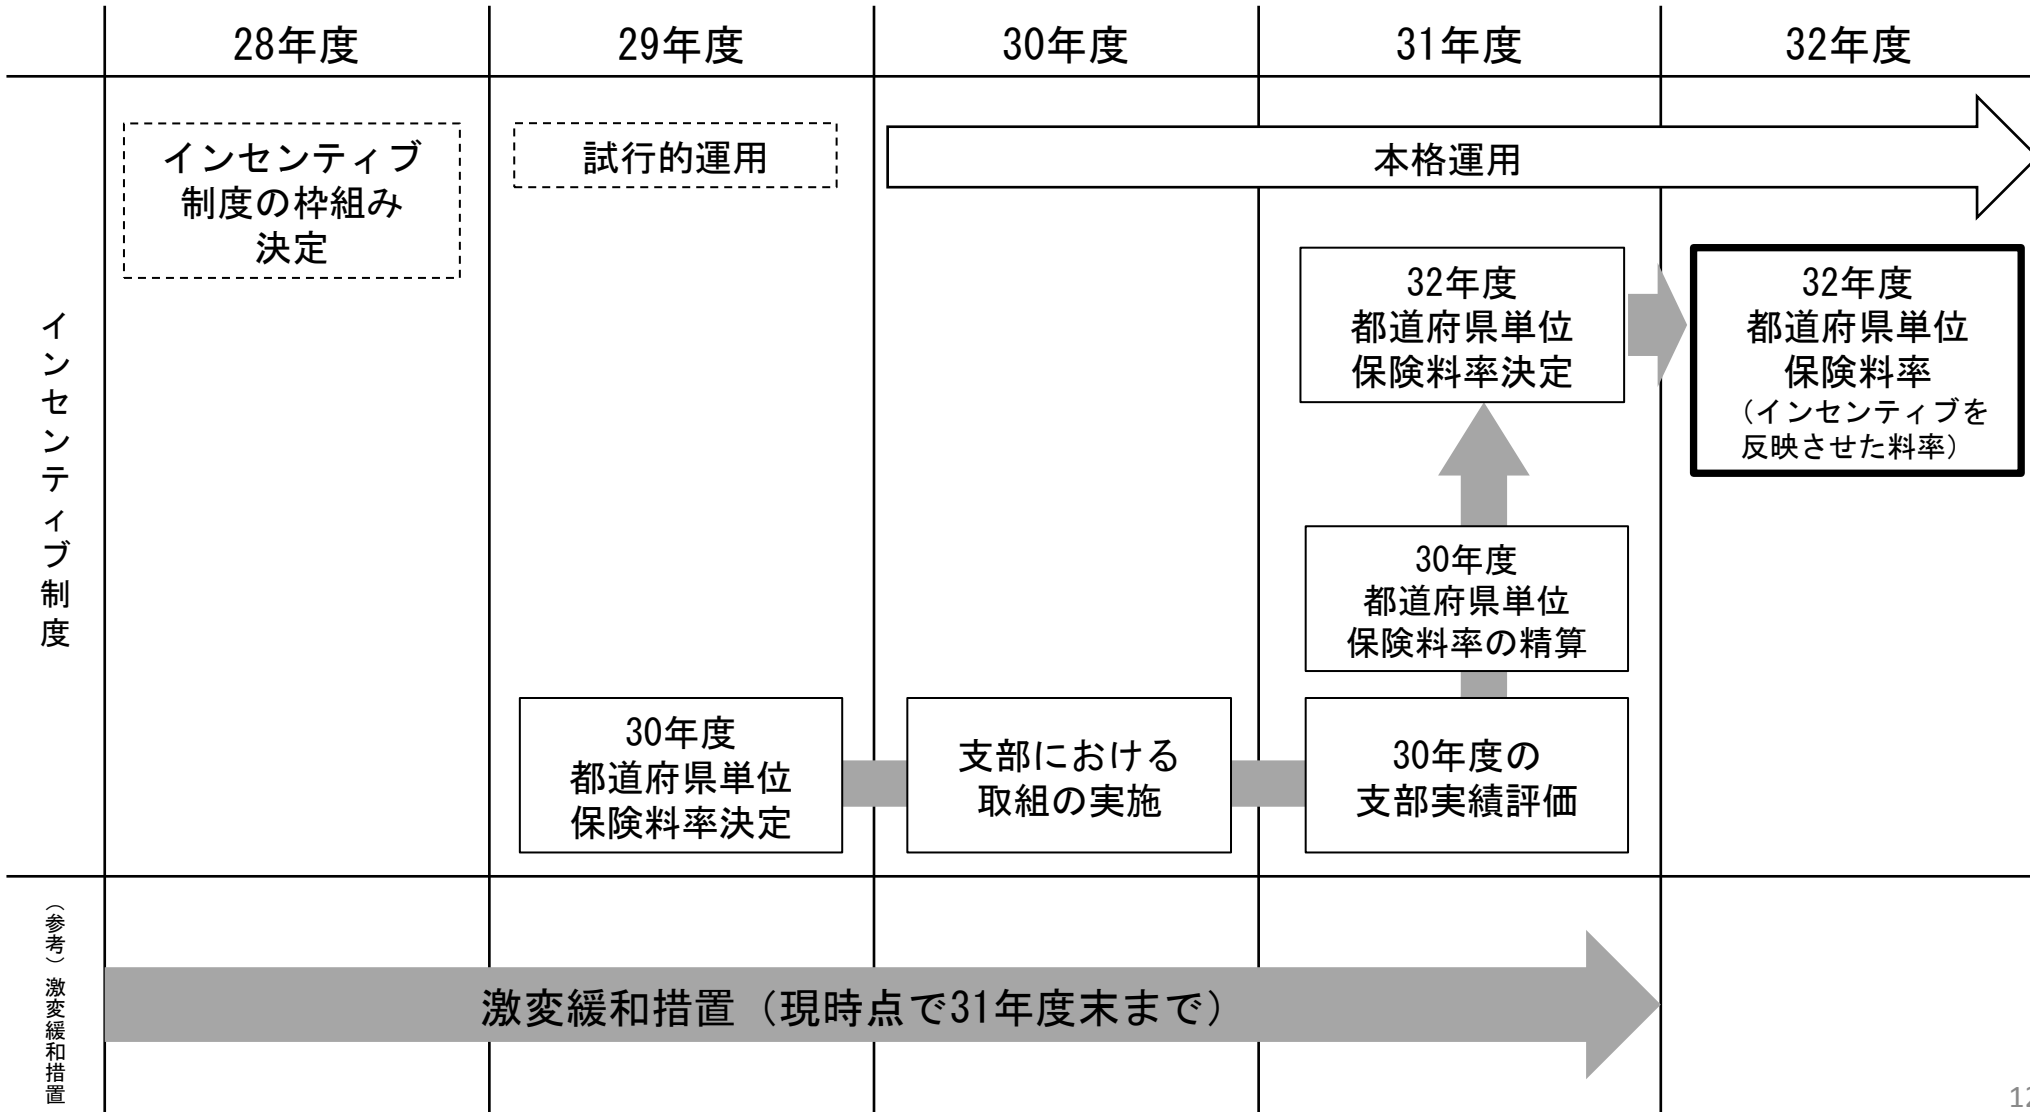 28年度
29年度
30年度
31年度
32年度
インセンティブ制度
インセンティブ
制度の枠組み
決定
試行的運用
本格運用
32年度
都道府県単位
保険料率決定
32年度
都道府県単位
保険料率
（インセンティブを
反映させた料率）
30年度
都道府県単位
保険料率の精算
30年度
都道府県単位
保険料率決定
支部における
取組の実施
30年度の
支部実績評価
（参考）激変緩和措置
激変緩和措置（現時点で31年度末まで）
12